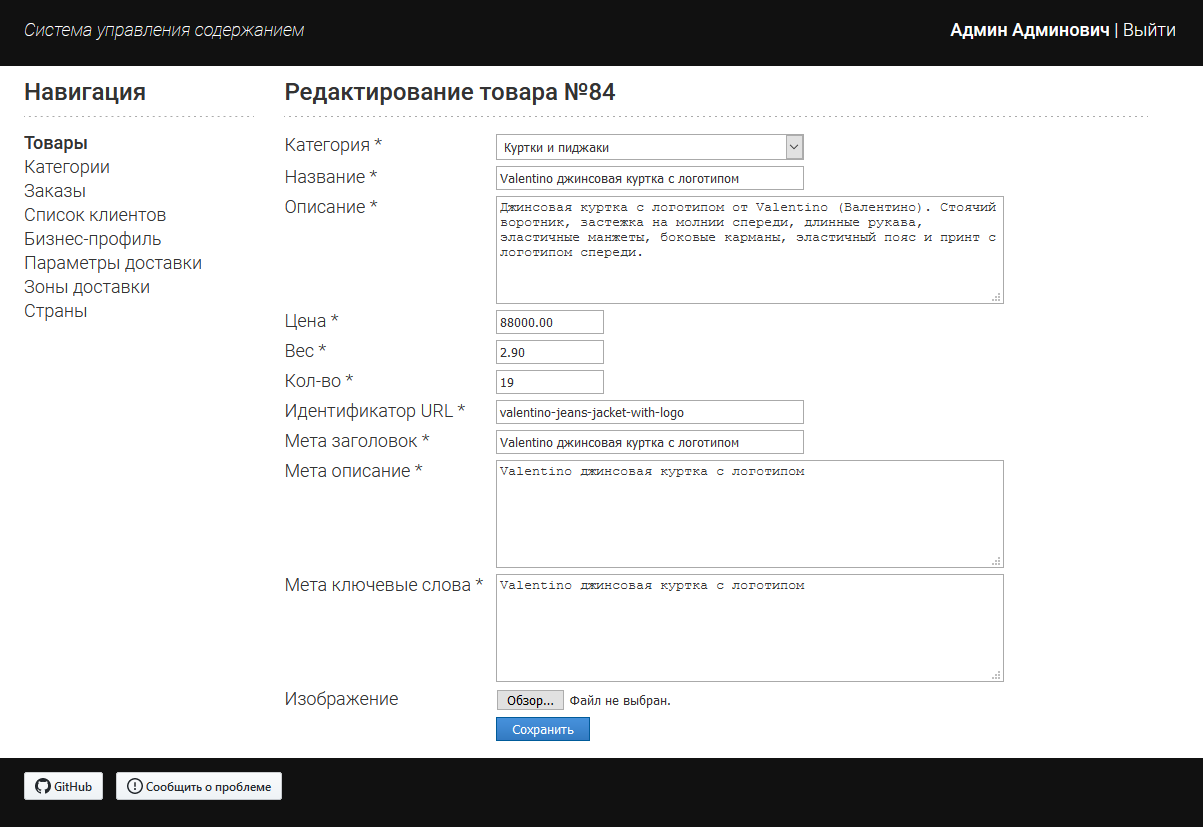 Система управления содержанием
Админ Админович | Выйти
Навигация
Товары
Категории
Заказы
Список клиентов
Бизнес-профиль
Параметры доставки
Зоны доставки
Страны
Редактирование товара №84
Категория * Куртки и пиджаки
Название * Valentino джинсовая куртка с логотипом
Описание * Джинсовая куртка с логотипом от Valentino (Валентино). Стоячий
воротник, застежка на молнии спереди, длинные рукава,
эластичные манжеты, боковые карманы, эластичный пояс и принт с
логотипом спереди.
Цена * 88000.00
Вес * 2.90
Кол-во * 19
Идентификатор URL * valentino-jeans-jacket-with-logo
Мета заголовок * Valentino джинсовая куртка с логотипом
Мета описание * Valentino джинсовая куртка с логотипом
Мета ключевые слова * Valentino джинсовая куртка с логотипом
Изображение Обзор... Файл не выбран.
Сохранить
GitHub Сообщить о проблеме